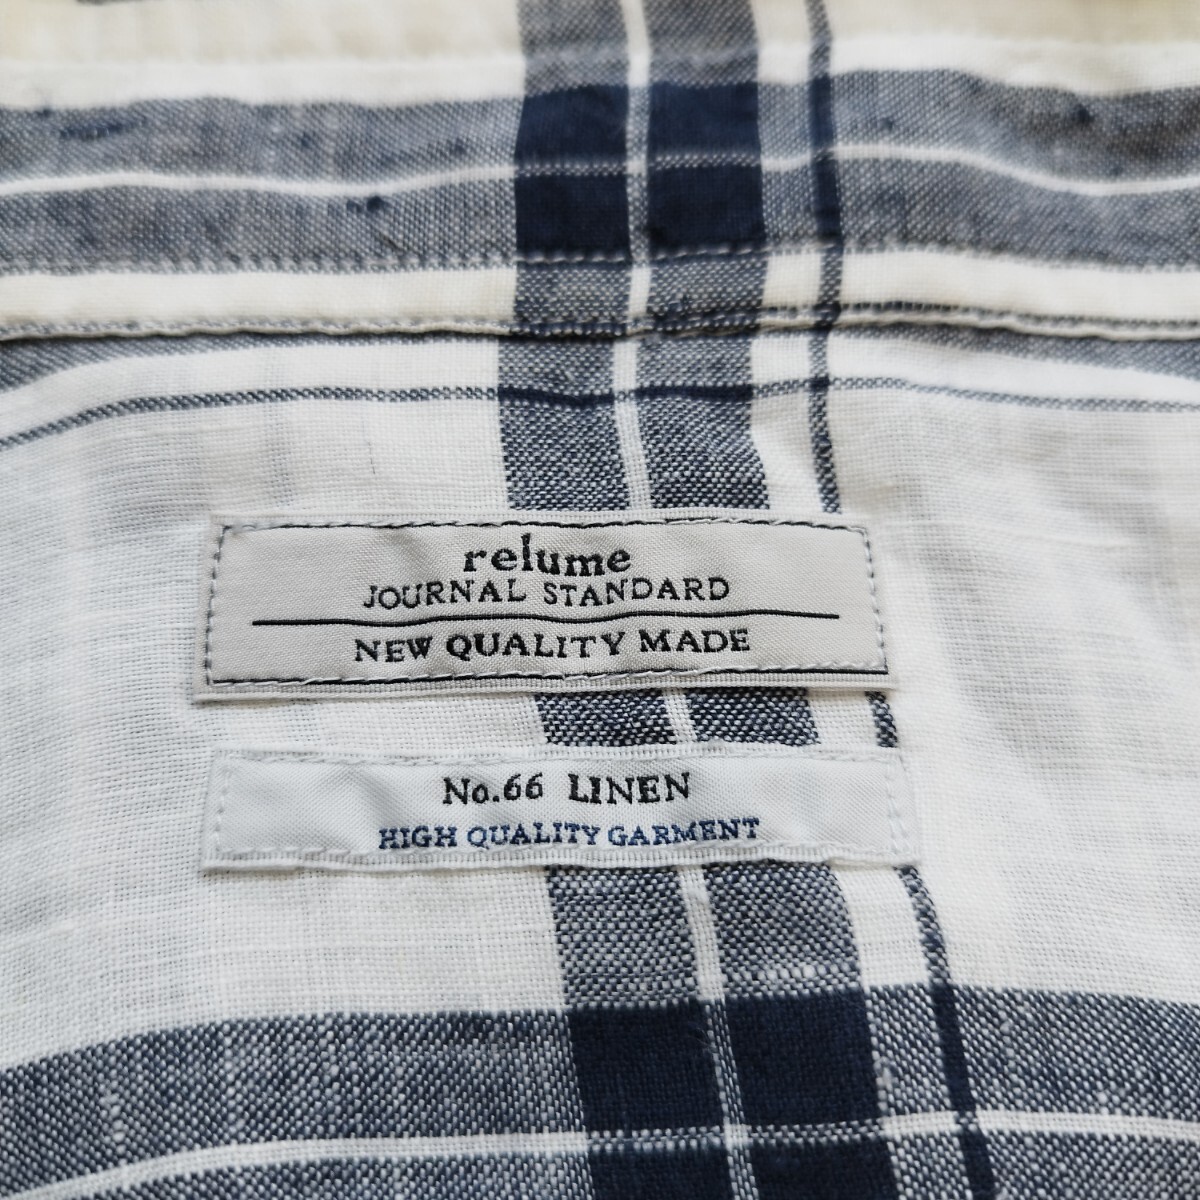 relume
JOURNAL STANDARD
NEW QUALITY MADE
No.66 LINEN
HIGH QUALITY GARMENT